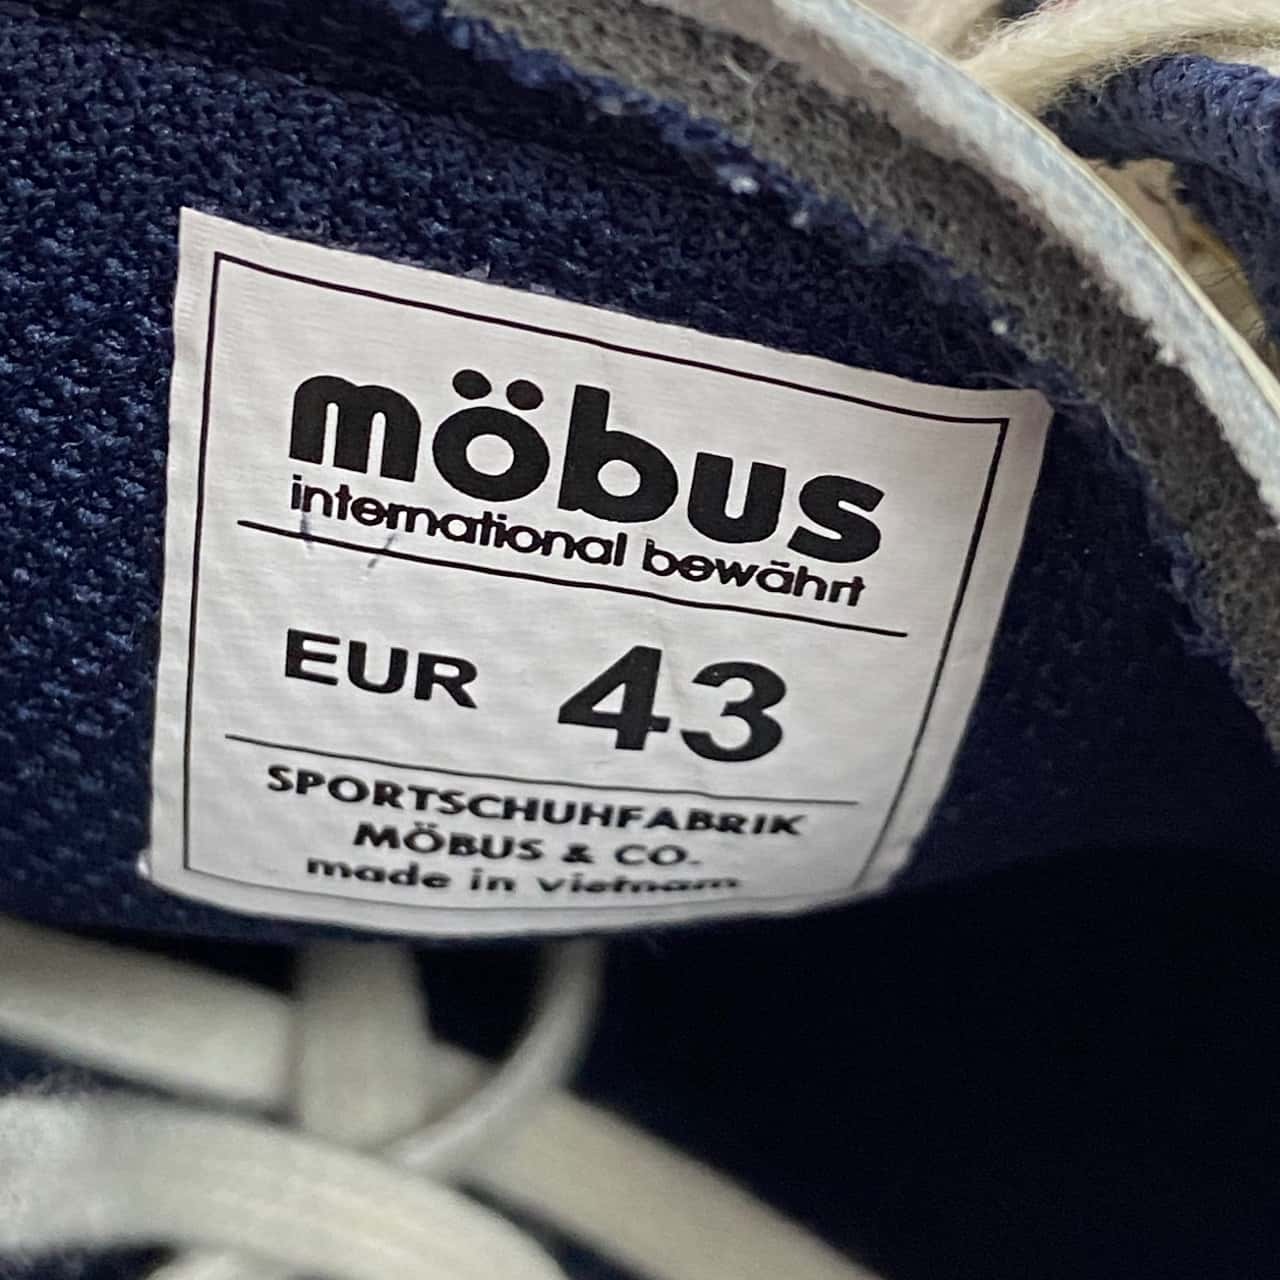 möbus
international bewährt
EUR 43
SPORTSCHUHFABRIK
MÖBUS & CO.
made in vietnam